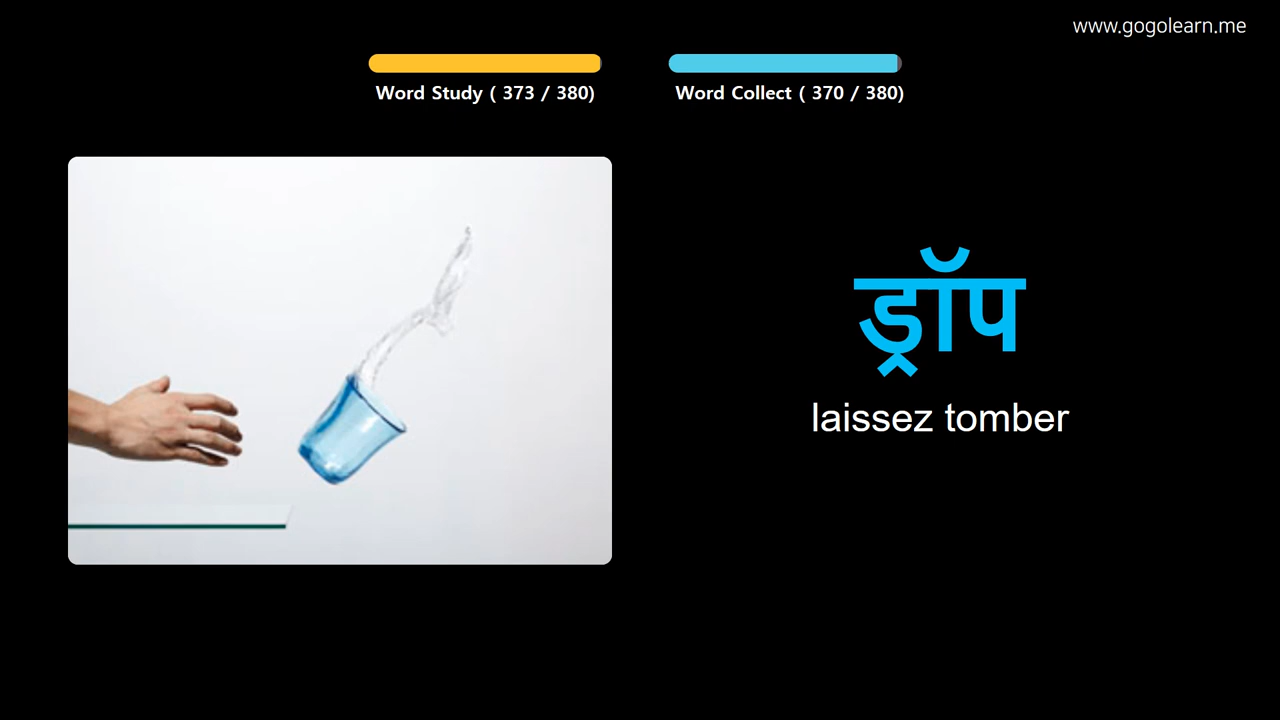 www.gogolearn.me
Word Study ( 373 / 380)
Word Collect ( 370 / 380)
ड्रॉप
laissez tomber